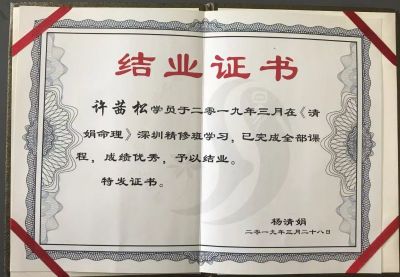 结业证书
许茜松学员于二零一九年三月在《清
娟命理》深圳精修班学习，已完成全部课
程，成绩优秀，予以结业。
特发证书。
杨清娟
二零一九年三月二十八日